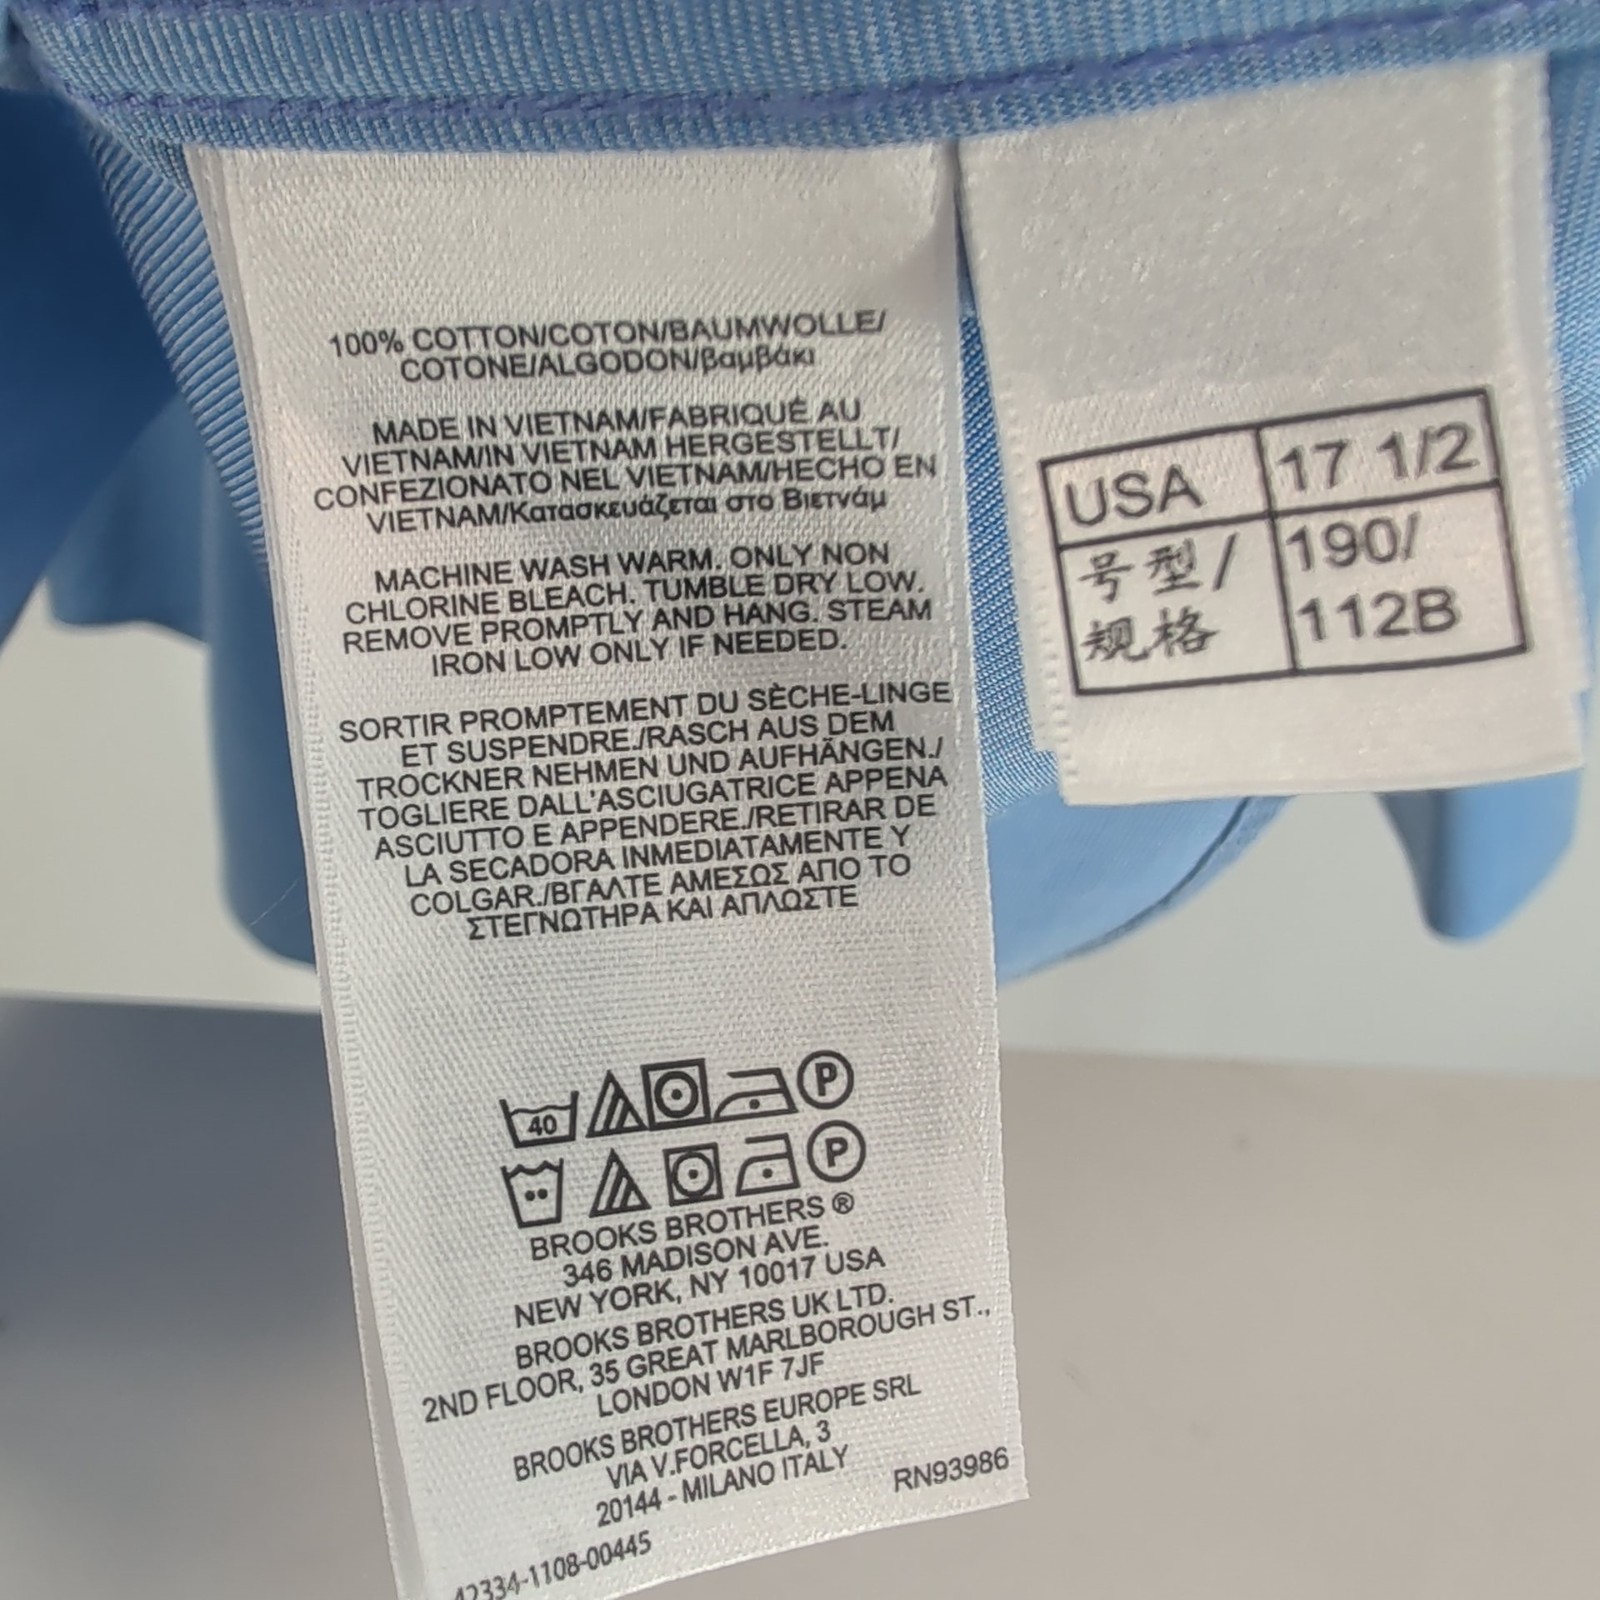 100% COTTON/COTON/BAUMWOLLE/
COTONE/ALGODON/βαμβάκι
MADE IN VIETNAM/FABRIQUÉ AU
VIETNAM/IN VIETNAM HERGESTELLT/
CONFEZIONATO NEL VIETNAM/HECHO EN
VIETNAM/Κατασκευάζεται στο Βιετνάμ
MACHINE WASH WARM. ONLY NON
CHLORINE BLEACH. TUMBLE DRY LOW.
REMOVE PROMPTLY AND HANG. STEAM
IRON LOW ONLY IF NEEDED.
SORTIR PROMPTEMENT DU SÈCHE-LINGE
ET SUSPENDRE./RASCH AUS DEM
TROCKNER NEHMEN UND AUFHÄNGEN./
TOGLIERE DALL'ASCIUGATRICE APPENA
ASCIUTTO E APPENDERE./RETIRAR DE
LA SECADORA INMEDIATAMENTE Y
COLGAR./ΒΓΑΛΤΕ ΑΜΕΣΩΣ ΑΠΟ ΤΟ
ΣΤΕΓΝΩΤΗΡΑ ΚΑΙ ΑΠΛΩΣΤΕ
40 P
P
BROOKS BROTHERS ®
346 MADISON AVE.
NEW YORK, NY 10017 USA
BROOKS BROTHERS UK LTD.
2ND FLOOR, 35 GREAT MARLBOROUGH ST.,
LONDON W1F 7JF
BROOKS BROTHERS EUROPE SRL
VIA V.FORCELLA, 3
20144 - MILANO ITALY
RN93986
42334-1108-00445
USA 17 1/2
号型/ 190/
规格 112B